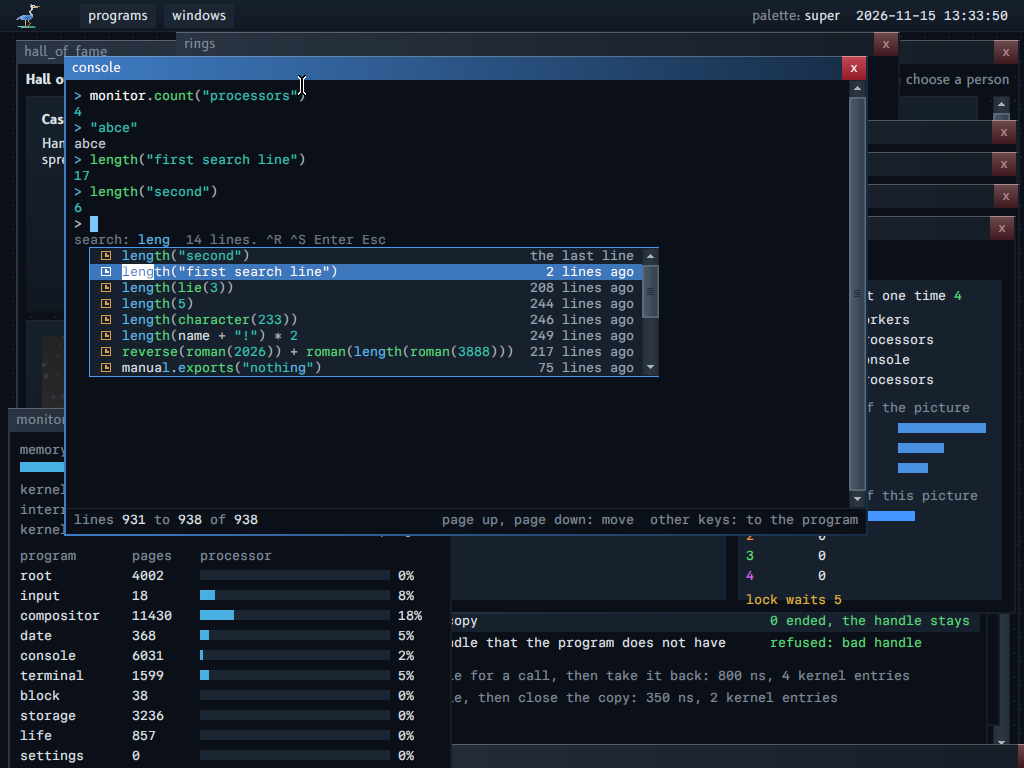 programs windows palette: super 2026-11-15 13:33:50
rings x
hall_of_fame x
console x
Hall o choose a person
> monitor.count("processors")
4
> "abce"
abce
> length("first search line")
17
> length("second")
6
>
search: leng 14 lines. ^R ^S Enter Esc
length("second") the last line
length("first search line") 2 lines ago
length(lie(3)) 208 lines ago
length(5) 244 lines ago
length(character(233)) 246 lines ago
length(name + "!") * 2 249 lines ago
reverse(roman(2026)) + roman(length(roman(3888))) 217 lines ago
manual.exports("nothing") 75 lines ago
lines 931 to 938 of 938 page up, page down: move other keys: to the program
Cas
Han
spre
x
x
x
x
t one time 4
rkers
rocessors
onsole
rocessors
f the picture
f this picture
2 0
3 0
4 0
lock waits 5
monitor
memory
kernel
inter
kernel
program pages processor
root 4002 0%
input 18 8%
compositor 11430 18%
date 368 5%
console 6031 2%
terminal 1599 5%
block 38 0%
storage 3236 0%
life 857 0%
settings 0 0%
copy 0 ended, the handle stays
ndle that the program does not have refused: bad handle
le for a call, then take it back: 800 ns, 4 kernel entries
e, then close the copy: 350 ns, 2 kernel entries